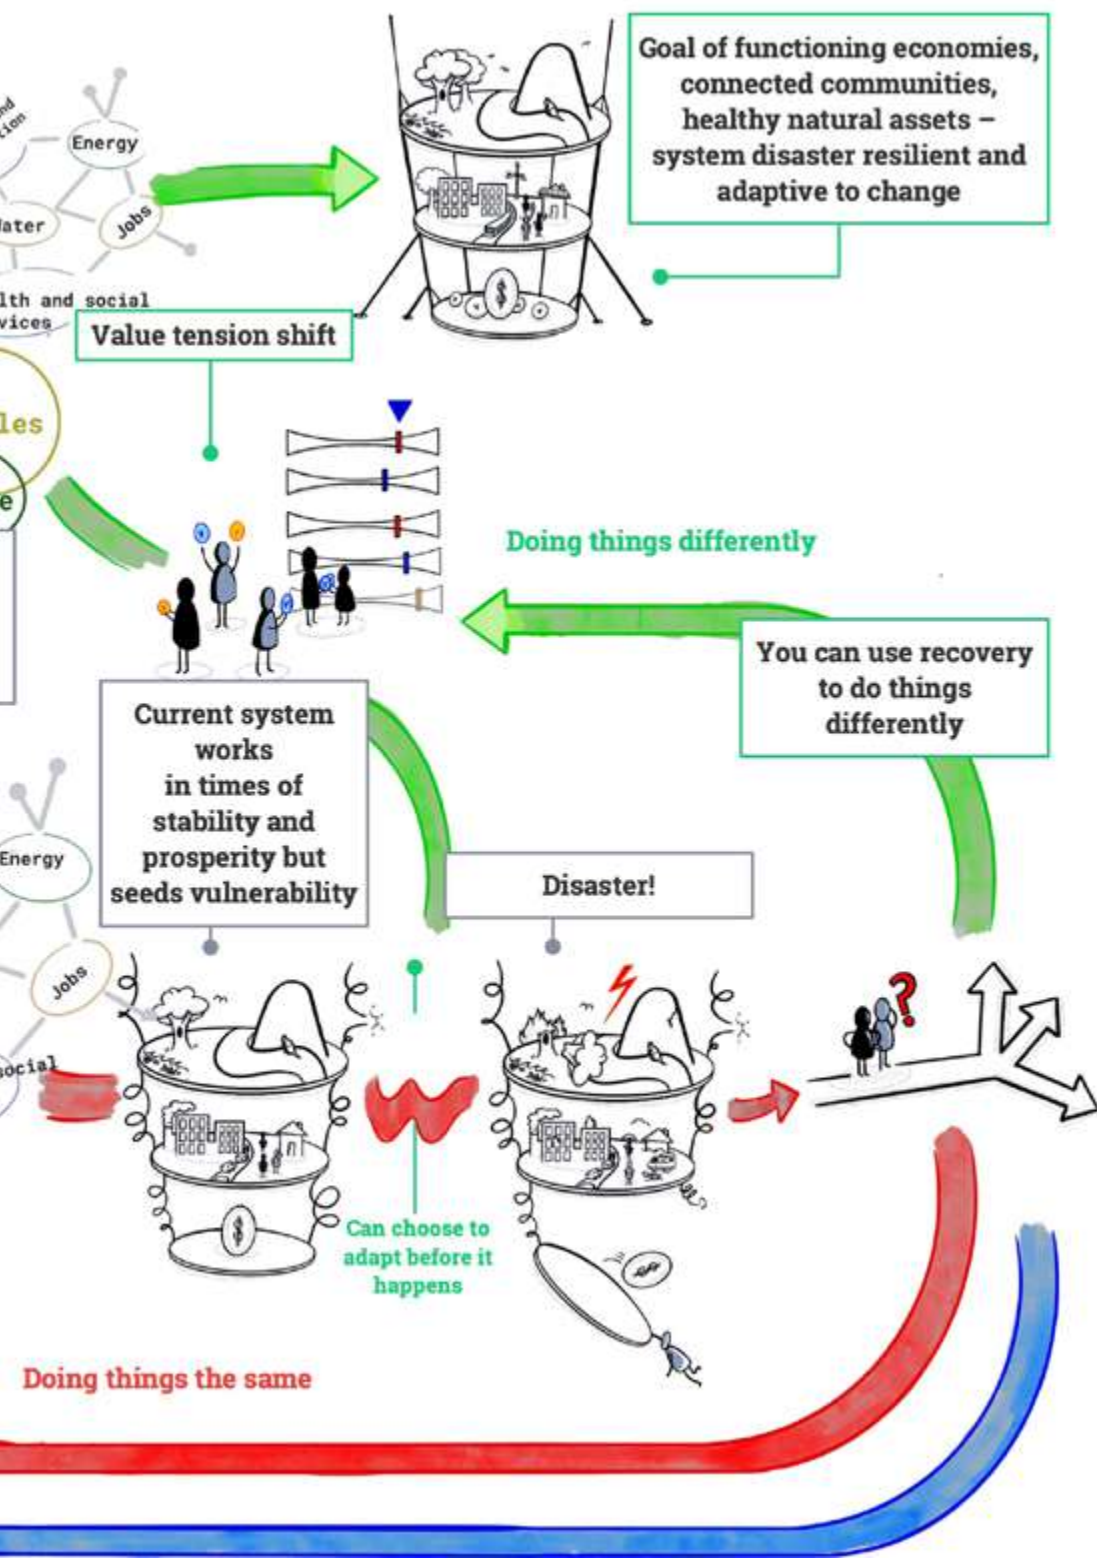 Goal of functioning economies,
connected communities,
healthy natural assets –
system disaster resilient and
adaptive to change
Energy
Jobs
lth and social
vices
Value tension shift
les
e
Doing things differently
You can use recovery
to do things
differently
Current system
works
in times of
stability and
prosperity but
seeds vulnerability
Disaster!
Energy
Jobs
social
$
?
Can choose to
adapt before it
happens
Doing things the same